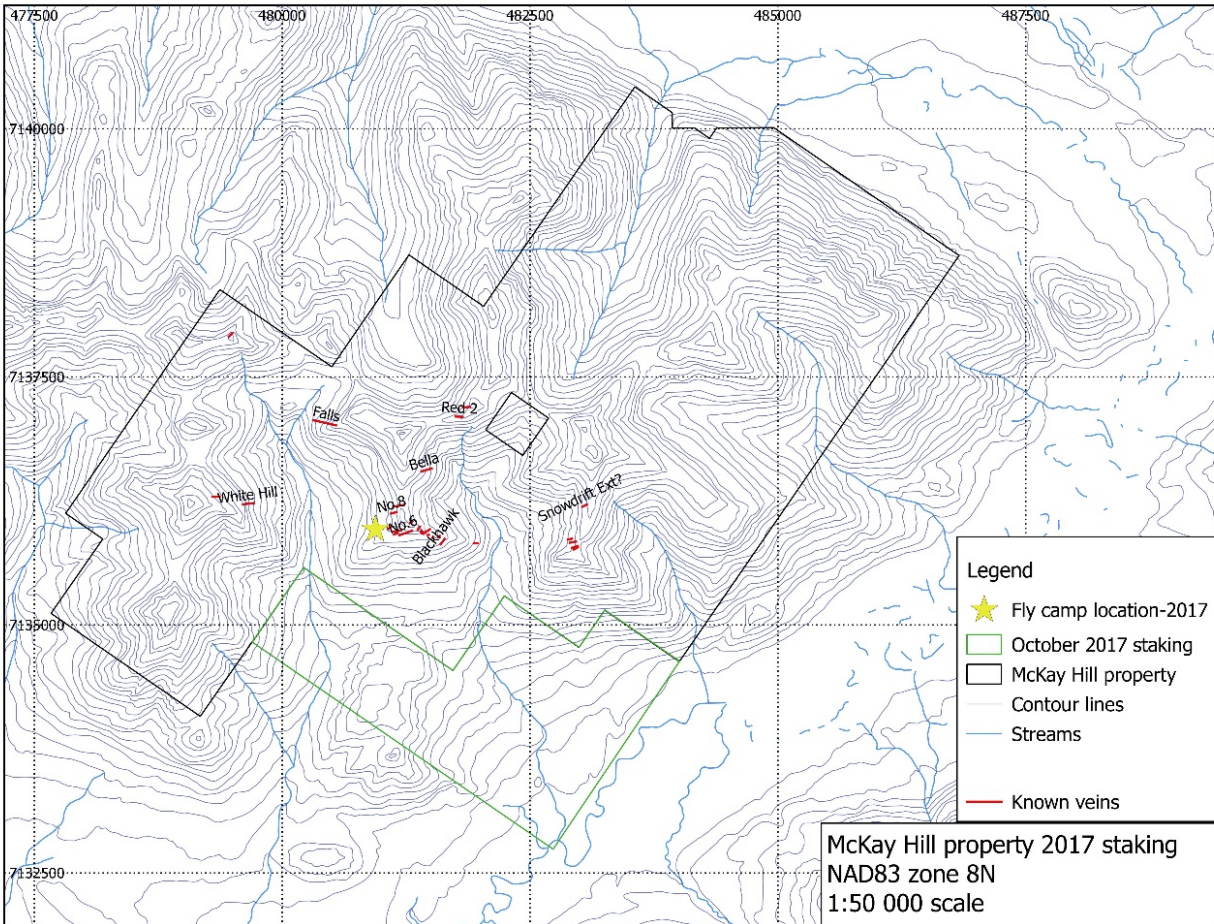 477500 480000 482500 485000 487500
7140000
7137500
Falls
Red 2
Bella
White Hill
No.8
Snowdrift Ext?
No.6
Blackhawk
7135000
7132500
Legend
Fly camp location-2017
October 2017 staking
McKay Hill property
Contour lines
Streams
Known veins
McKay Hill property 2017 staking
NAD83 zone 8N
1:50 000 scale